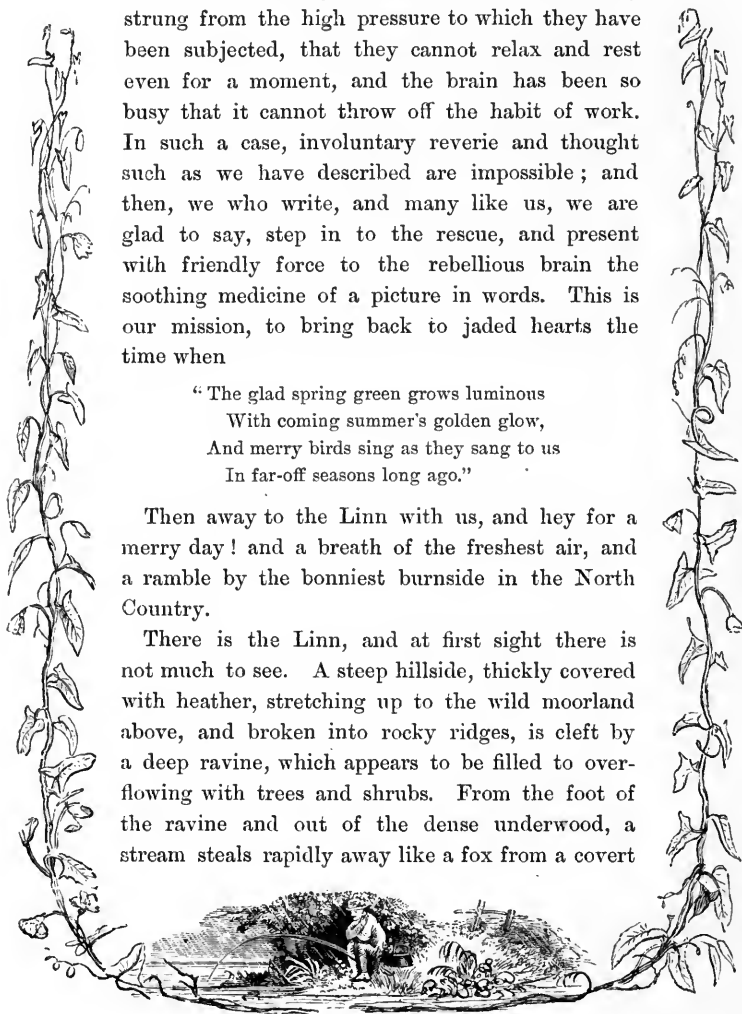 strung from the high pressure to which they have
been subjected, that they cannot relax and rest
even for a moment, and the brain has been so
busy that it cannot throw off the habit of work.
In such a case, involuntary reverie and thought
such as we have described are impossible ; and
then, we who write, and many like us, we are
glad to say, step in to the rescue, and present
with friendly force to the rebellious brain the
soothing medicine of a picture in words. This is
our mission, to bring back to jaded hearts the
time when
“ The glad spring green grows luminous
With coming summer's golden glow,
And merry birds sing as they sang to us
In far-off seasons long ago.”
Then away to the Linn with us, and hey for a
merry day ! and a breath of the freshest air, and
a ramble by the bonniest burnside in the North
Country.
There is the Linn, and at first sight there is
not much to see. A steep hillside, thickly covered
with heather, stretching up to the wild moorland
above, and broken into rocky ridges, is cleft by
a deep ravine, which appears to be filled to over-
flowing with trees and shrubs. From the foot of
the ravine and out of the dense underwood, a
stream steals rapidly away like a fox from a covert